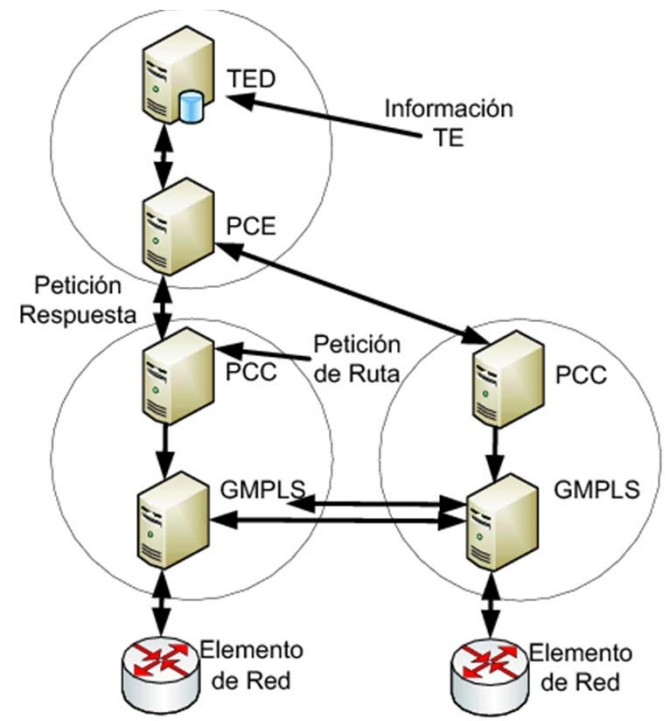 TED
Información
TE
PCE
Petición
Respuesta
Petición
de Ruta
PCC
PCC
GMPLS
GMPLS
Elemento
de Red
Elemento
de Red